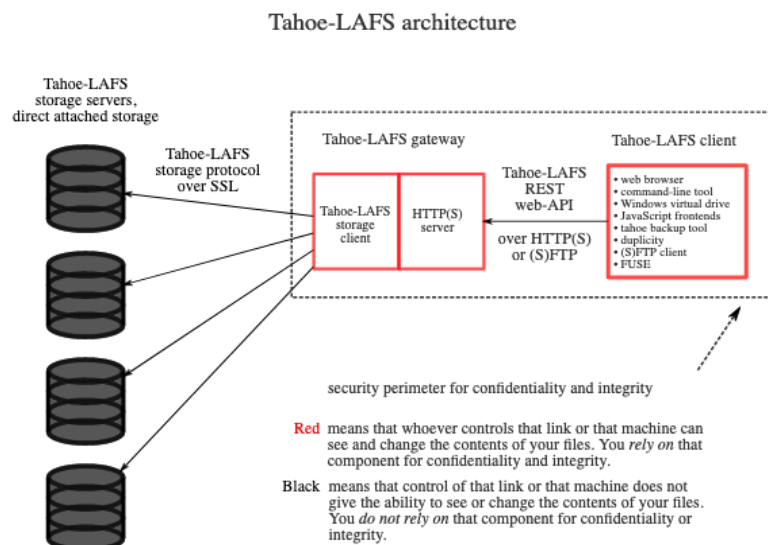 Tahoe-LAFS architecture
Tahoe-LAFS
storage servers,
direct attached storage
Tahoe-LAFS
storage protocol
over SSL
Tahoe-LAFS gateway
Tahoe-LAFS
storage
client
HTTP(S)
server
Tahoe-LAFS
REST
web-API
over HTTP(S)
or (S)FTP
Tahoe-LAFS client
• web browser
• command-line tool
• Windows virtual drive
• JavaScript frontends
• tahoe backup tool
• duplicity
• (S)FTP client
• FUSE
security perimeter for confidentiality and integrity
Red means that whoever controls that link or that machine can
see and change the contents of your files. You rely on that
component for confidentiality and integrity.
Black means that control of that link or that machine does not
give the ability to see or change the contents of your files.
You do not rely on that component for confidentiality or
integrity.